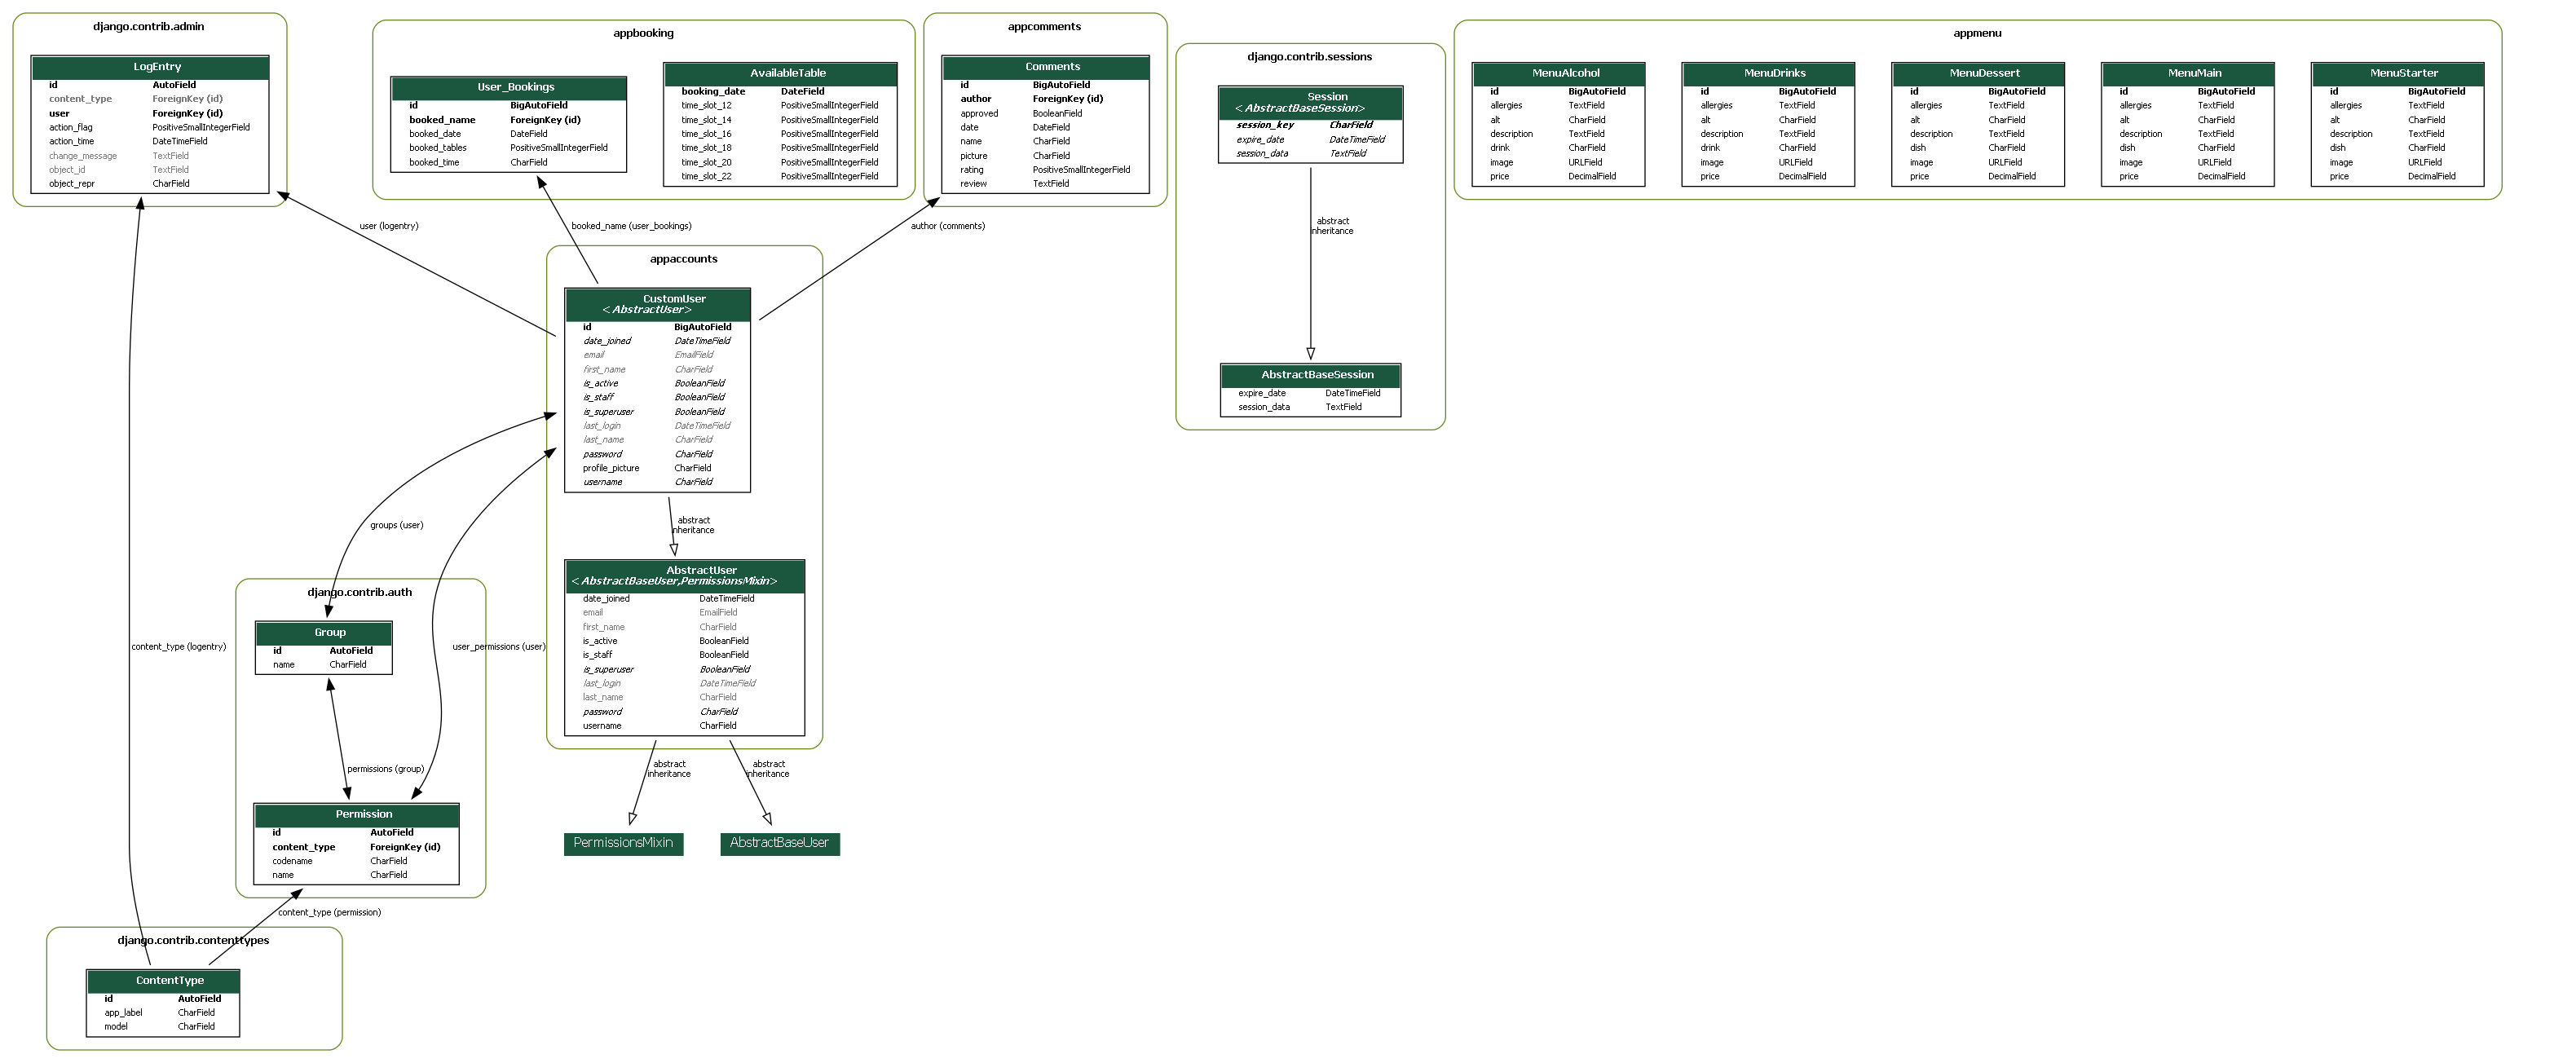 django.contrib.admin
LogEntry
id AutoField
content_type ForeignKey (id)
user ForeignKey (id)
action_flag PositiveSmallIntegerField
action_time DateTimeField
change_message TextField
object_id TextField
object_repr CharField
appbooking
User_Bookings
id BigAutoField
booked_name ForeignKey (id)
booked_date DateField
booked_tables PositiveSmallIntegerField
booked_time CharField
AvailableTable
booking_date DateField
time_slot_12 PositiveSmallIntegerField
time_slot_14 PositiveSmallIntegerField
time_slot_16 PositiveSmallIntegerField
time_slot_18 PositiveSmallIntegerField
time_slot_20 PositiveSmallIntegerField
time_slot_22 PositiveSmallIntegerField
appcomments
Comments
id BigAutoField
author ForeignKey (id)
approved BooleanField
date DateField
name CharField
picture CharField
rating PositiveSmallIntegerField
review TextField
django.contrib.sessions
Session
<AbstractBaseSession>
session_key CharField
expire_date DateTimeField
session_data TextField
abstract
inheritance
AbstractBaseSession
expire_date DateTimeField
session_data TextField
appmenu
MenuAlcohol
id BigAutoField
allergies TextField
alt CharField
description TextField
drink CharField
image URLField
price DecimalField
MenuDrinks
id BigAutoField
allergies TextField
alt CharField
description TextField
drink CharField
image URLField
price DecimalField
MenuDessert
id BigAutoField
allergies TextField
alt CharField
description TextField
dish CharField
image URLField
price DecimalField
MenuMain
id BigAutoField
allergies TextField
alt CharField
description TextField
dish CharField
image URLField
price DecimalField
MenuStarter
id BigAutoField
allergies TextField
alt CharField
description TextField
dish CharField
image URLField
price DecimalField
user (logentry)
booked_name (user_bookings)
author (comments)
appaccounts
CustomUser
<AbstractUser>
id BigAutoField
date_joined DateTimeField
email EmailField
first_name CharField
is_active BooleanField
is_staff BooleanField
is_superuser BooleanField
last_login DateTimeField
last_name CharField
password CharField
profile_picture CharField
username CharField
abstract
inheritance
groups (user)
AbstractUser
<AbstractBaseUser,PermissionsMixin>
date_joined DateTimeField
email EmailField
first_name CharField
is_active BooleanField
is_staff BooleanField
is_superuser BooleanField
last_login DateTimeField
last_name CharField
password CharField
username CharField
abstract
inheritance
abstract
inheritance
PermissionsMixin
AbstractBaseUser
django.contrib.auth
Group
id AutoField
name CharField
content_type (logentry)
user_permissions (user)
permissions (group)
Permission
id AutoField
content_type ForeignKey (id)
codename CharField
name CharField
content_type (permission)
django.contrib.contenttypes
ContentType
id AutoField
app_label CharField
model CharField